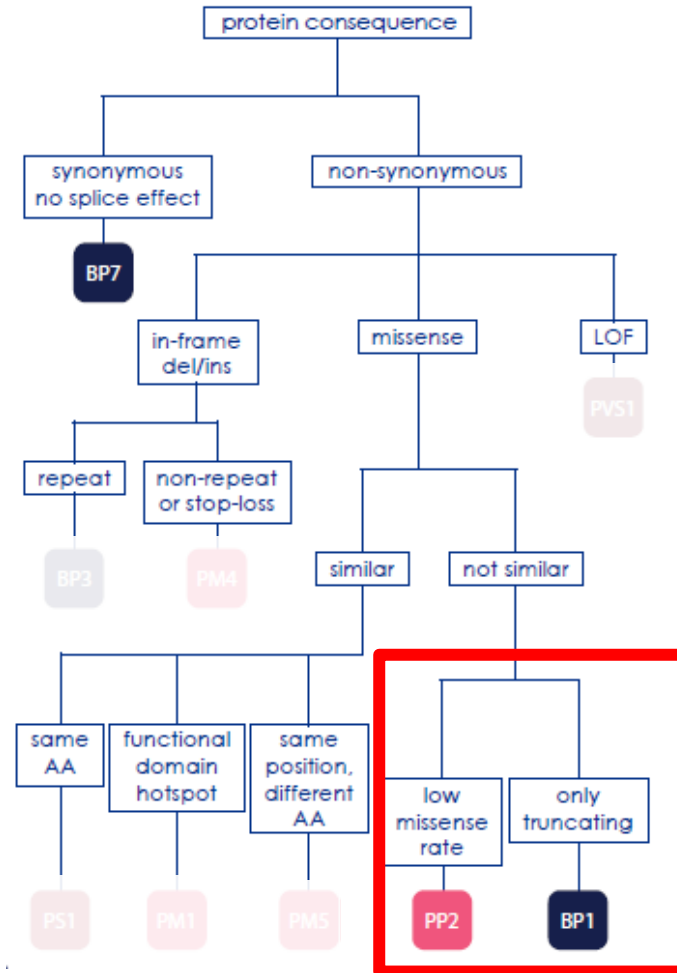 protein consequence
synonymous
no splice effect
non-synonymous
BP7
in-frame
del/ins
missense
LOF
PVS1
repeat
non-repeat
or stop-loss
BP3
PM4
similar
not similar
same
AA
functional
domain
hotspot
same
position,
different
AA
low
missense
rate
only
truncating
PS1
PM1
PM5
PP2
BP1